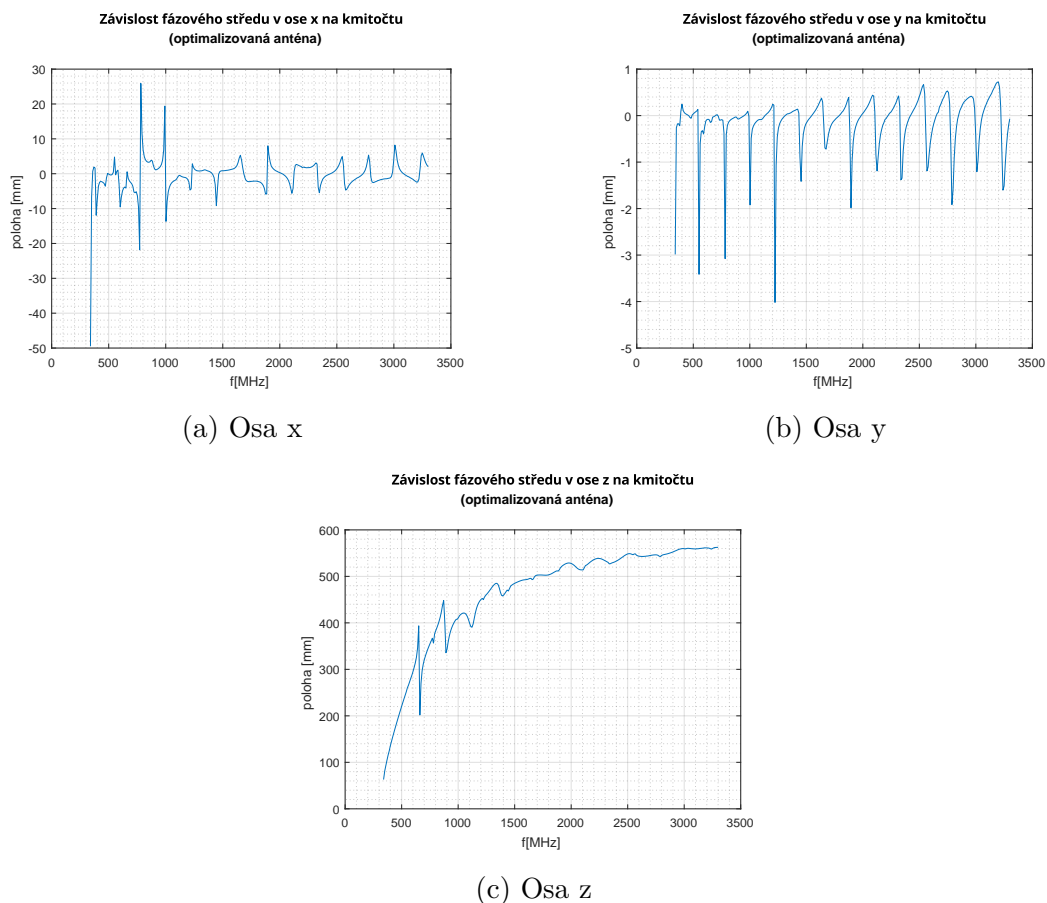 Závislost fázového středu v ose x na kmitočtu
(optimalizovaná anténa)
30
20
10
0
-10
-20
-30
-40
-50
poloha [mm]
0 500 1000 1500 2000 2500 3000 3500
f[MHz]
(a) Osa x
Závislost fázového středu v ose y na kmitočtu
(optimalizovaná anténa)
1
0
-1
-2
-3
-4
-5
poloha [mm]
0 500 1000 1500 2000 2500 3000 3500
f[MHz]
(b) Osa y
Závislost fázového středu v ose z na kmitočtu
(optimalizovaná anténa)
600
500
400
300
200
100
0
poloha [mm]
0 500 1000 1500 2000 2500 3000 3500
f[MHz]
(c) Osa z